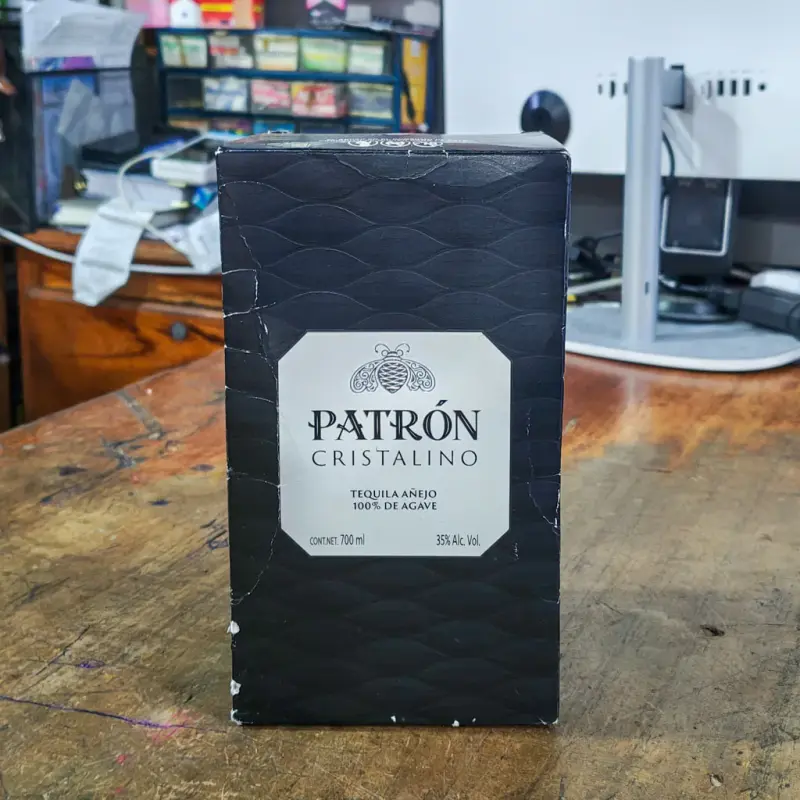 PATRÓN
CRISTALINO
TEQUILA AÑEJO
100% DE AGAVE
CONT.NET. 700 ml 35% Alc. Vol.